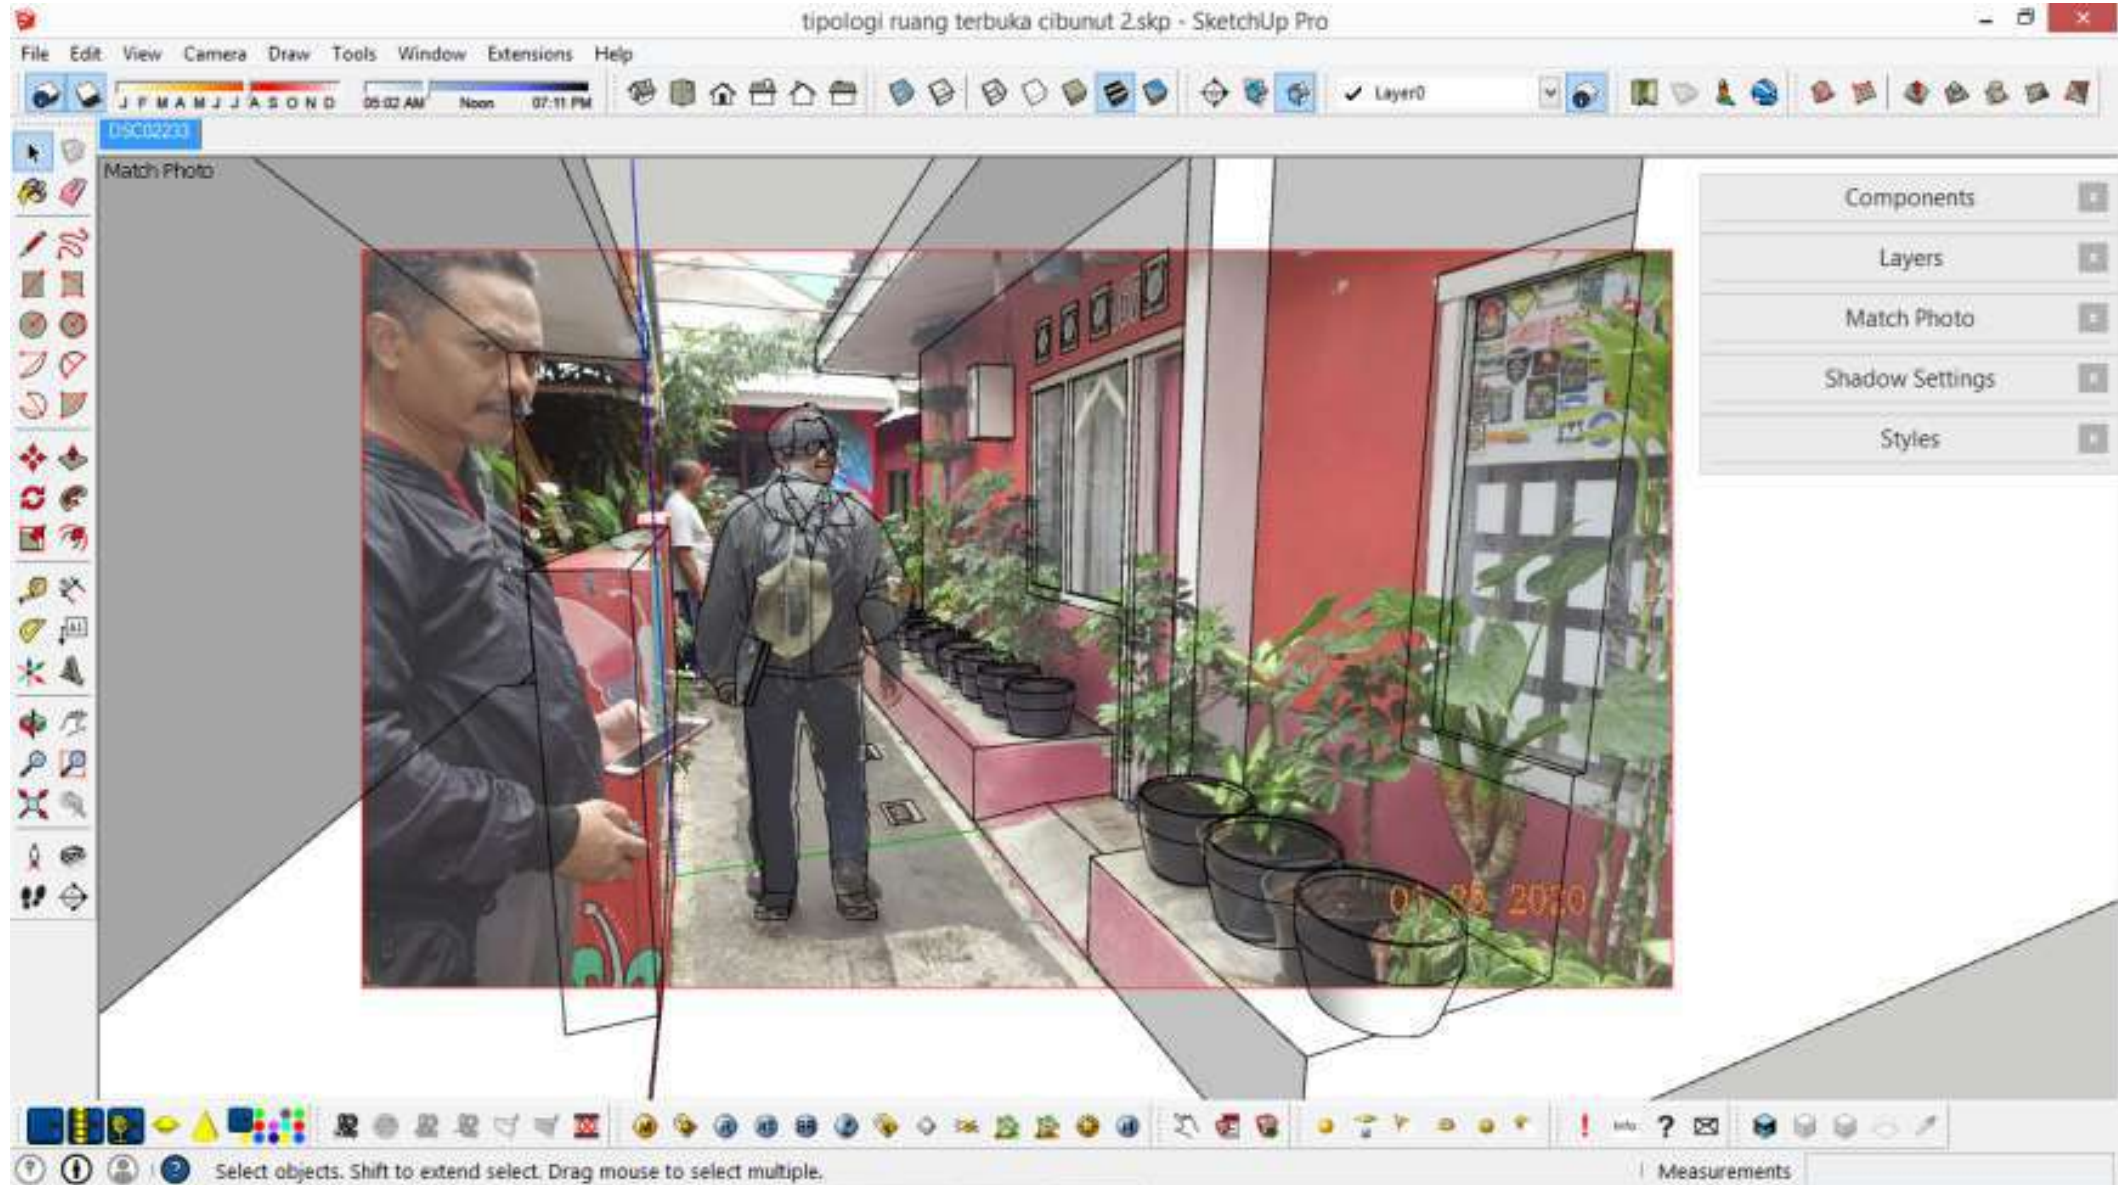 tipologi ruang terbuka cibunut 2.skp - SketchUp Pro
File Edit View Camera Draw Tools Window Extensions Help
J F M A M J J A S O N D 05:02 AM Noon 07:11 PM Layer0
DSC02233
Match Photo
Components
Layers
Match Photo
Shadow Settings
Styles
2020
Info
Select objects. Shift to extend select. Drag mouse to select multiple.
Measurements